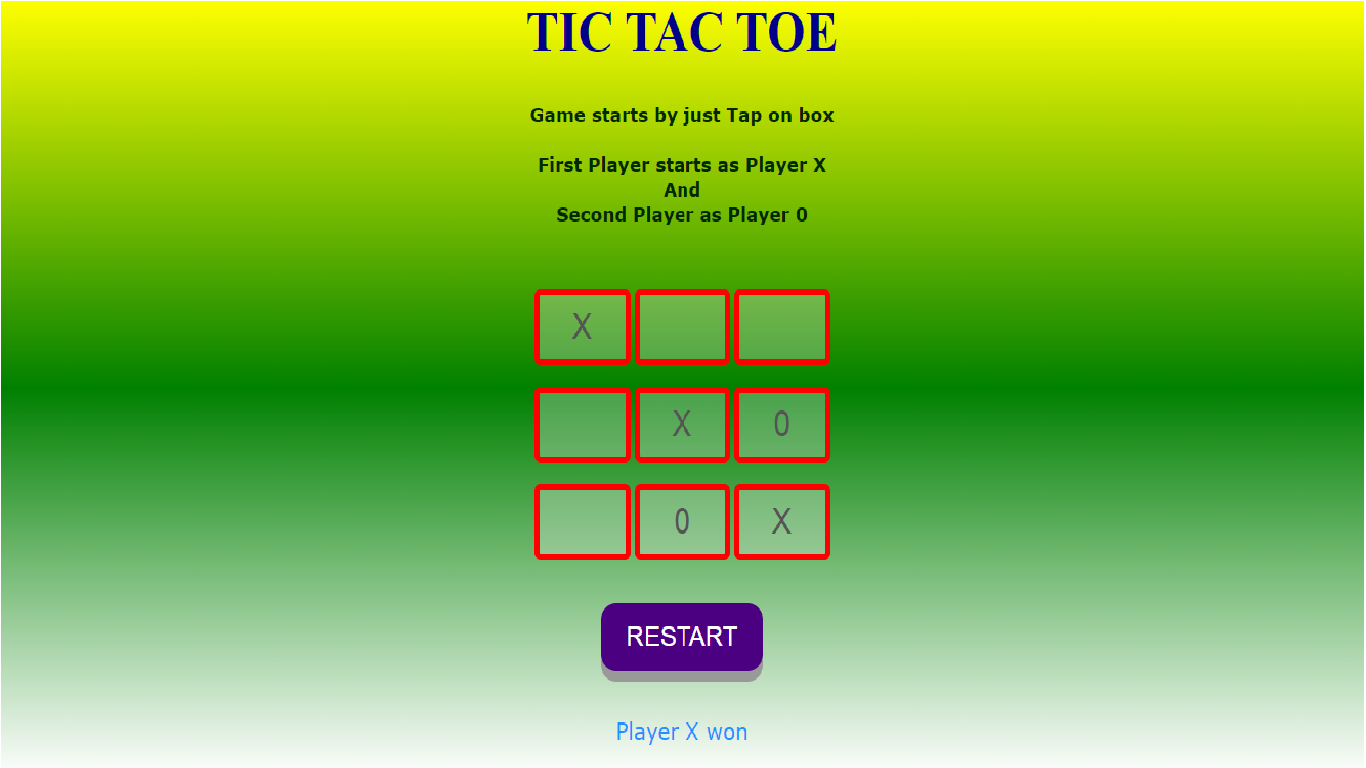 TIC TAC TOE
Game starts by just Tap on box
First Player starts as Player X
And
Second Player as Player 0
X
X 0
0 X
RESTART
Player X won